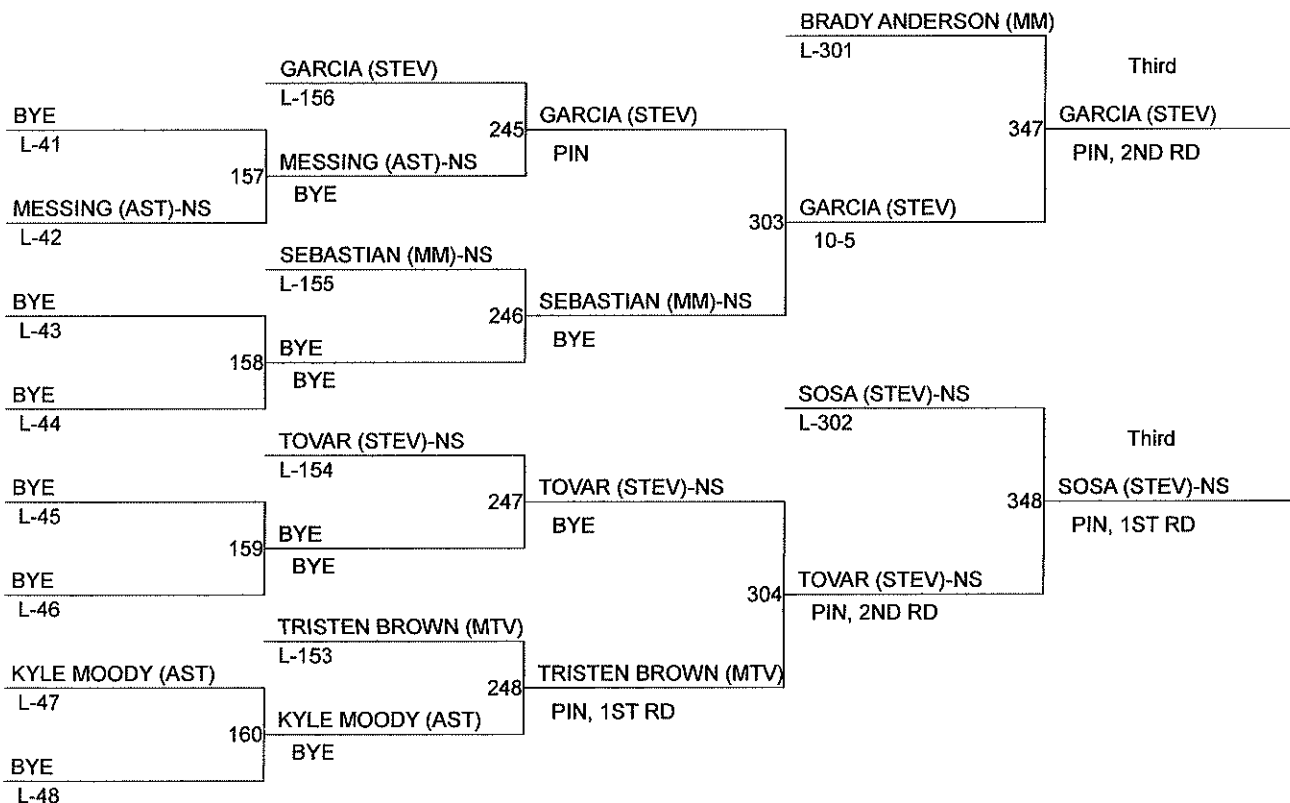 BRADY ANDERSON (MM)
L-301
Third
GARCIA (STEV)
L-156
BYE
L-41
245
GARCIA (STEV)
PIN
347
GARCIA (STEV)
PIN, 2ND RD
157
MESSING (AST)-NS
BYE
MESSING (AST)-NS
L-42
303
GARCIA (STEV)
10-5
SEBASTIAN (MM)-NS
L-155
BYE
L-43
246
SEBASTIAN (MM)-NS
BYE
158
BYE
BYE
BYE
L-44
SOSA (STEV)-NS
L-302
Third
TOVAR (STEV)-NS
L-154
BYE
L-45
247
TOVAR (STEV)-NS
BYE
348
SOSA (STEV)-NS
PIN, 1ST RD
159
BYE
BYE
BYE
L-46
304
TOVAR (STEV)-NS
PIN, 2ND RD
TRISTEN BROWN (MTV)
L-153
KYLE MOODY (AST)
L-47
248
TRISTEN BROWN (MTV)
PIN, 1ST RD
160
KYLE MOODY (AST)
BYE
BYE
L-48